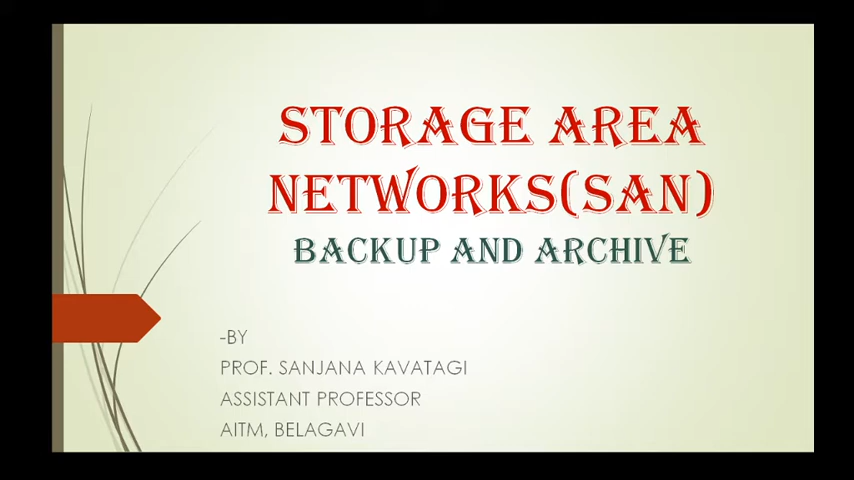 STORAGE AREA
NETWORKS(SAN)
BACKUP AND ARCHIVE
-BY
PROF. SANJANA KAVATAGI
ASSISTANT PROFESSOR
AITM, BELAGAVI